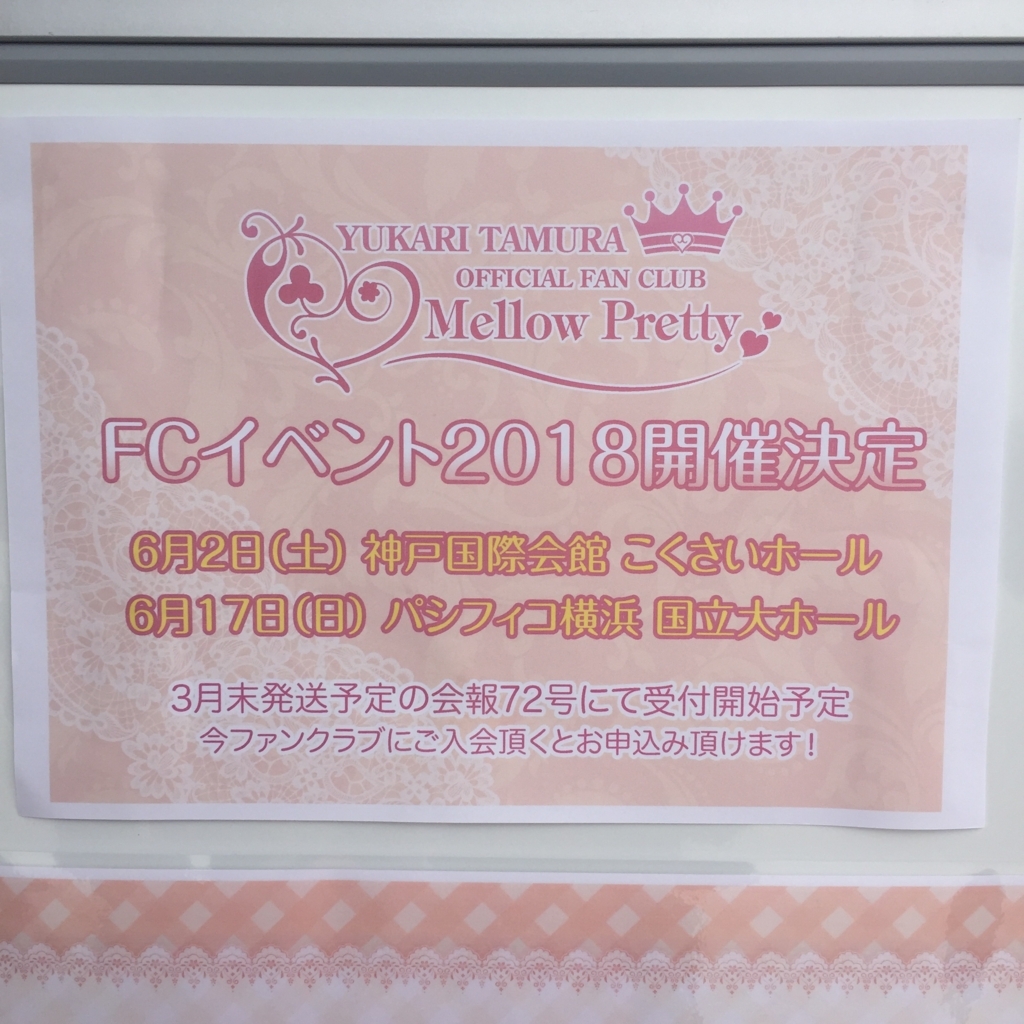 YUKARI TAMURA
OFFICIAL FAN CLUB
Mellow Pretty
FCイベント2018開催決定
6月2日(土) 神戸国際会館 こくさいホール
6月17日(日) パシフィコ横浜 国立大ホール
3月末発送予定の会報72号にて受付開始予定
今ファンクラブにご入会頂くとお申込み頂けます!